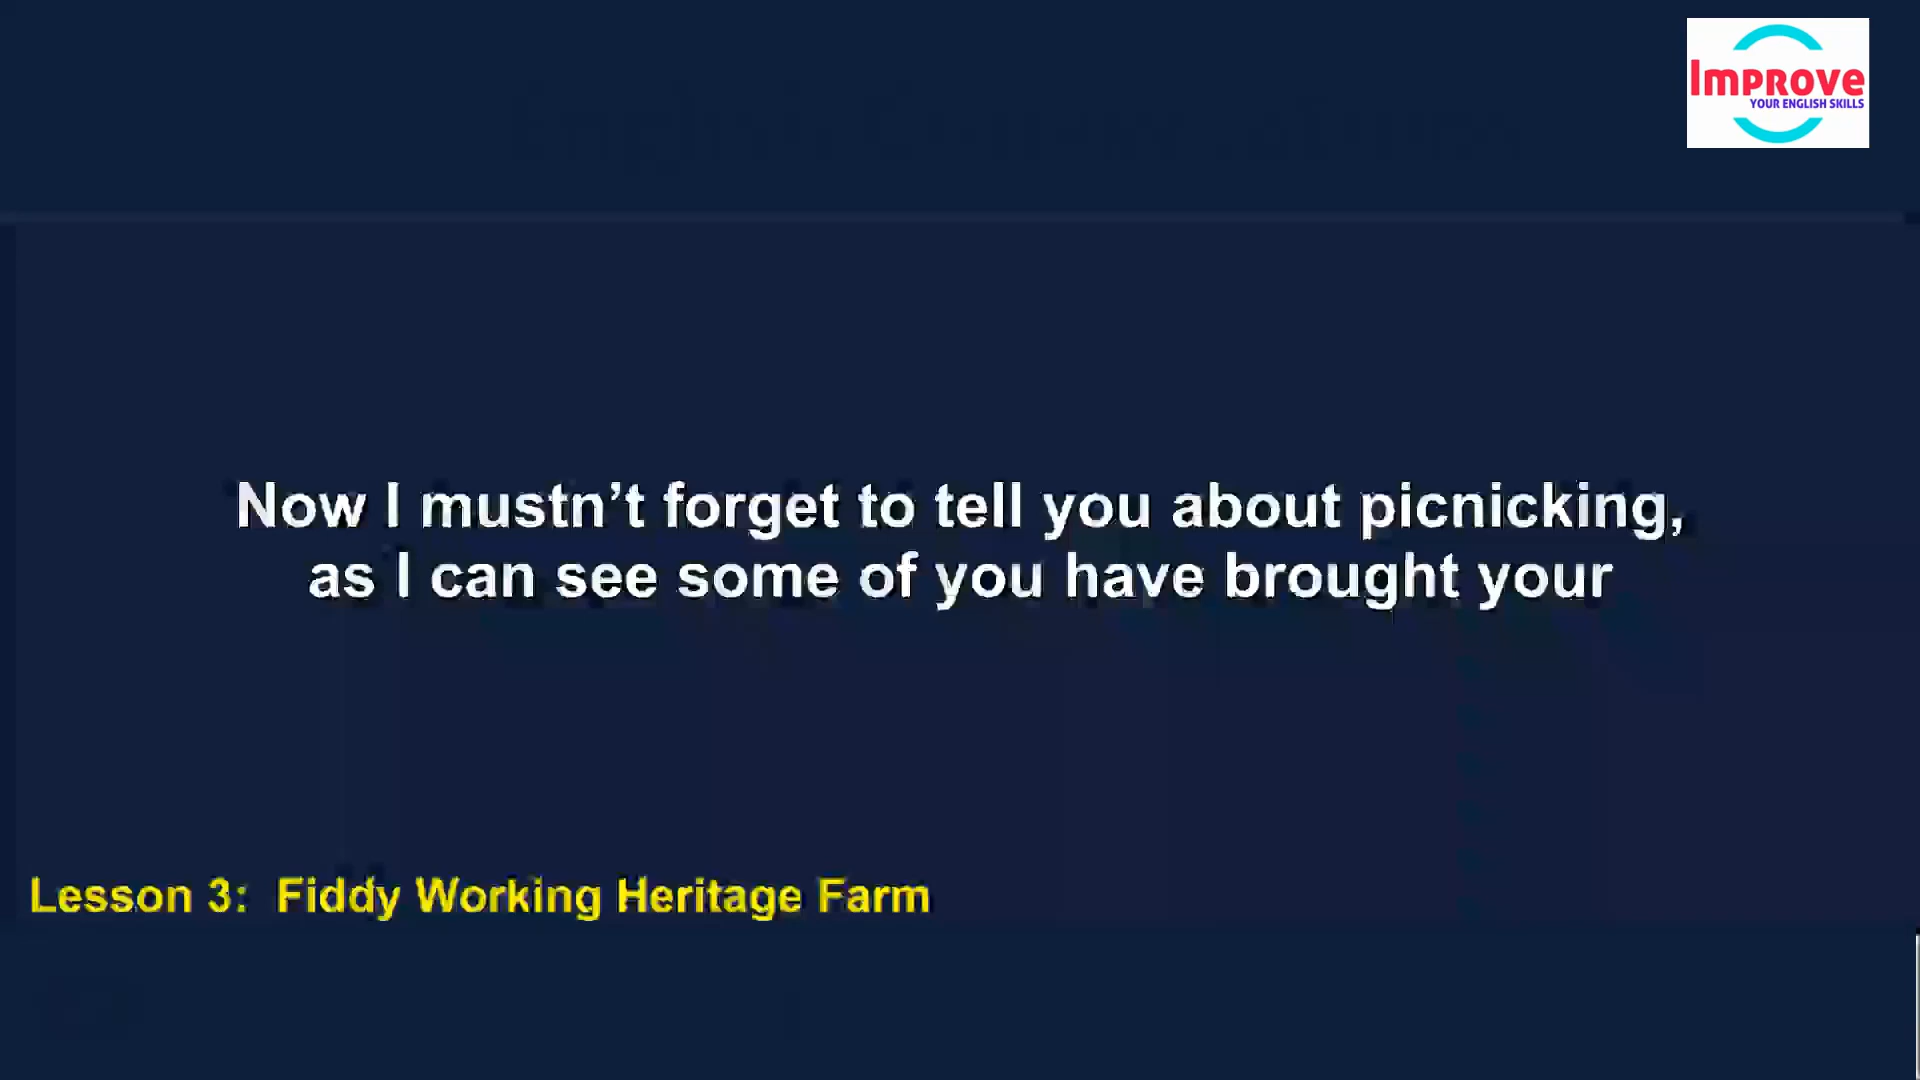 Improve
YOUR ENGLISH SKILLS
Now I mustn’t forget to tell you about picnicking,
as I can see some of you have brought your
Lesson 3: Fiddy Working Heritage Farm